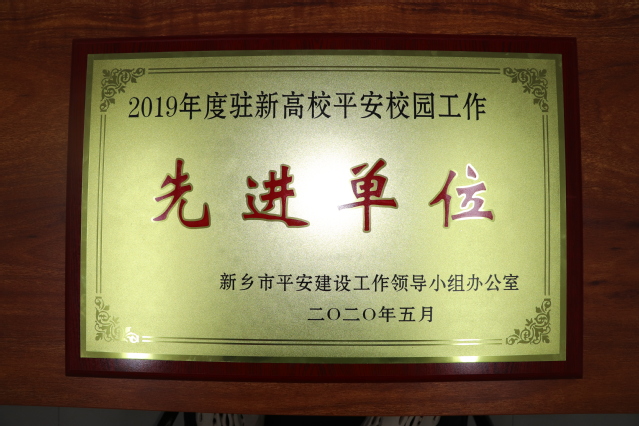 2019年度驻新高校平安校园工作
先进单位
新乡市平安建设工作领导小组办公室
二〇二〇年五月